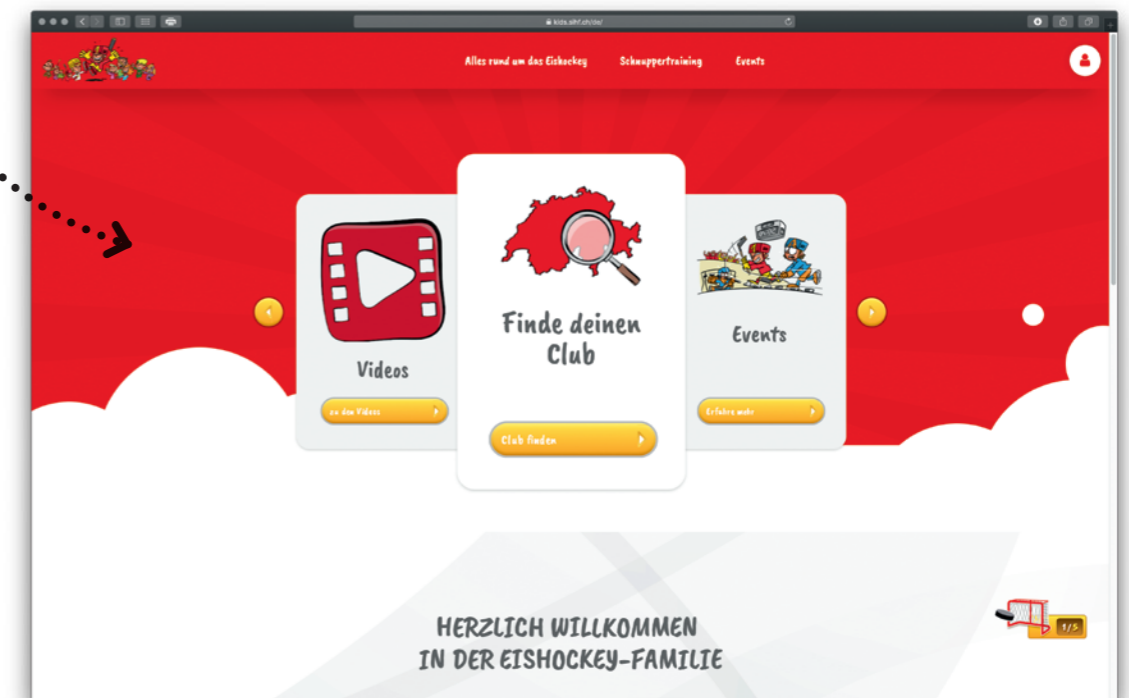 kids.sihf.ch/de/
Alles rund um das Eishockey
Schnuppertraining
Events
Videos
zu den Videos
Finde deinen
Club
Club finden
Events
Erfahre mehr
HERZLICH WILLKOMMEN
IN DER EISHOCKEY-FAMILIE
1/5